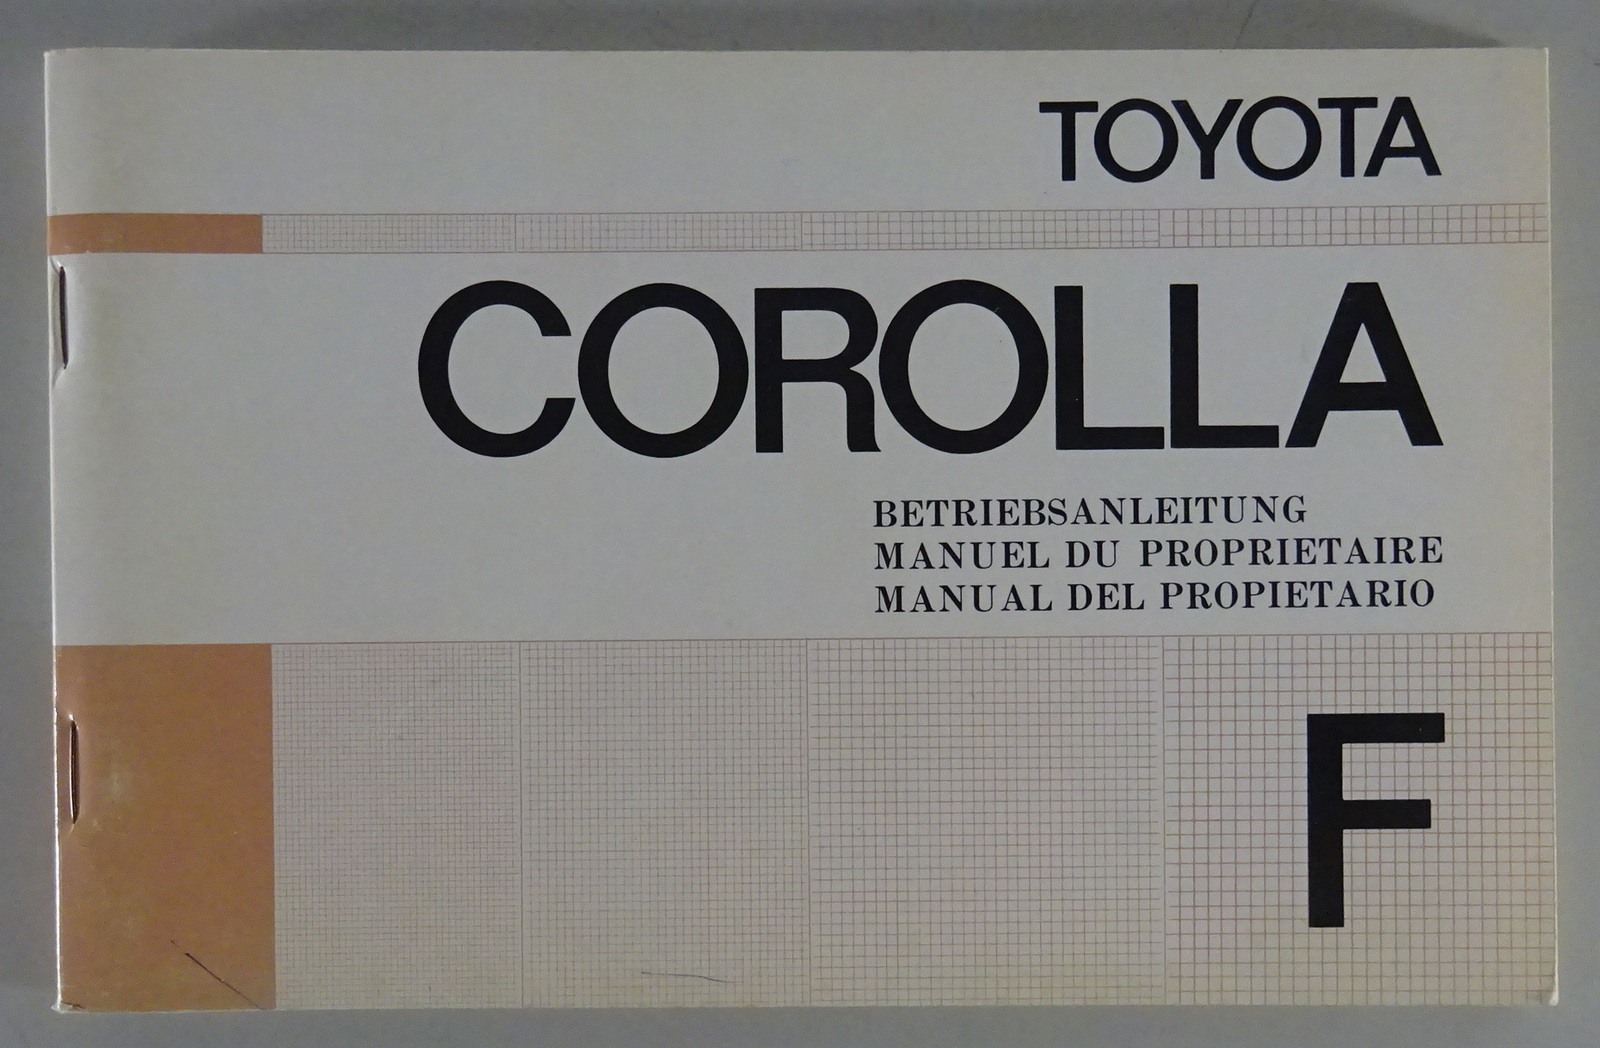 TOYOTA
COROLLA
BETRIEBSANLEITUNG
MANUEL DU PROPRIETAIRE
MANUAL DEL PROPIETARIO
F